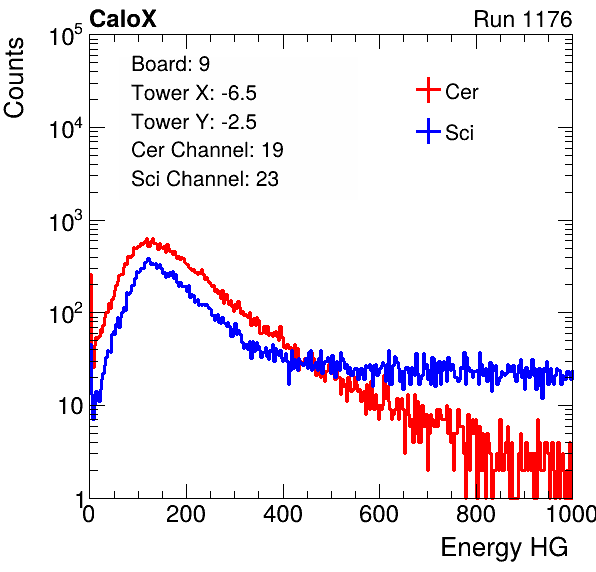 CaloX Run 1176
Counts
10^5
10^4
10^3
10^2
10
1
Board: 9
Tower X: -6.5
Tower Y: -2.5
Cer Channel: 19
Sci Channel: 23
Cer
Sci
0 200 400 600 800 1000
Energy HG